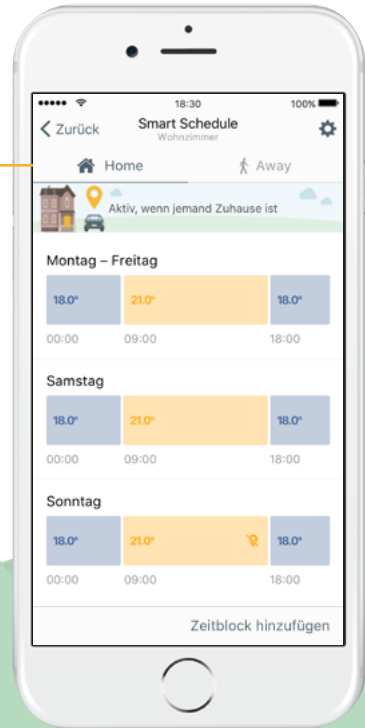 18:30 100%
Zurück Smart Schedule
Wohnzimmer
Home Away
Aktiv, wenn jemand Zuhause ist
Montag – Freitag
18.0° 21.0° 18.0°
00:00 09:00 18:00
Samstag
18.0° 21.0° 18.0°
00:00 09:00 18:00
Sonntag
18.0° 21.0° 18.0°
00:00 09:00 18:00
Zeitblock hinzufügen